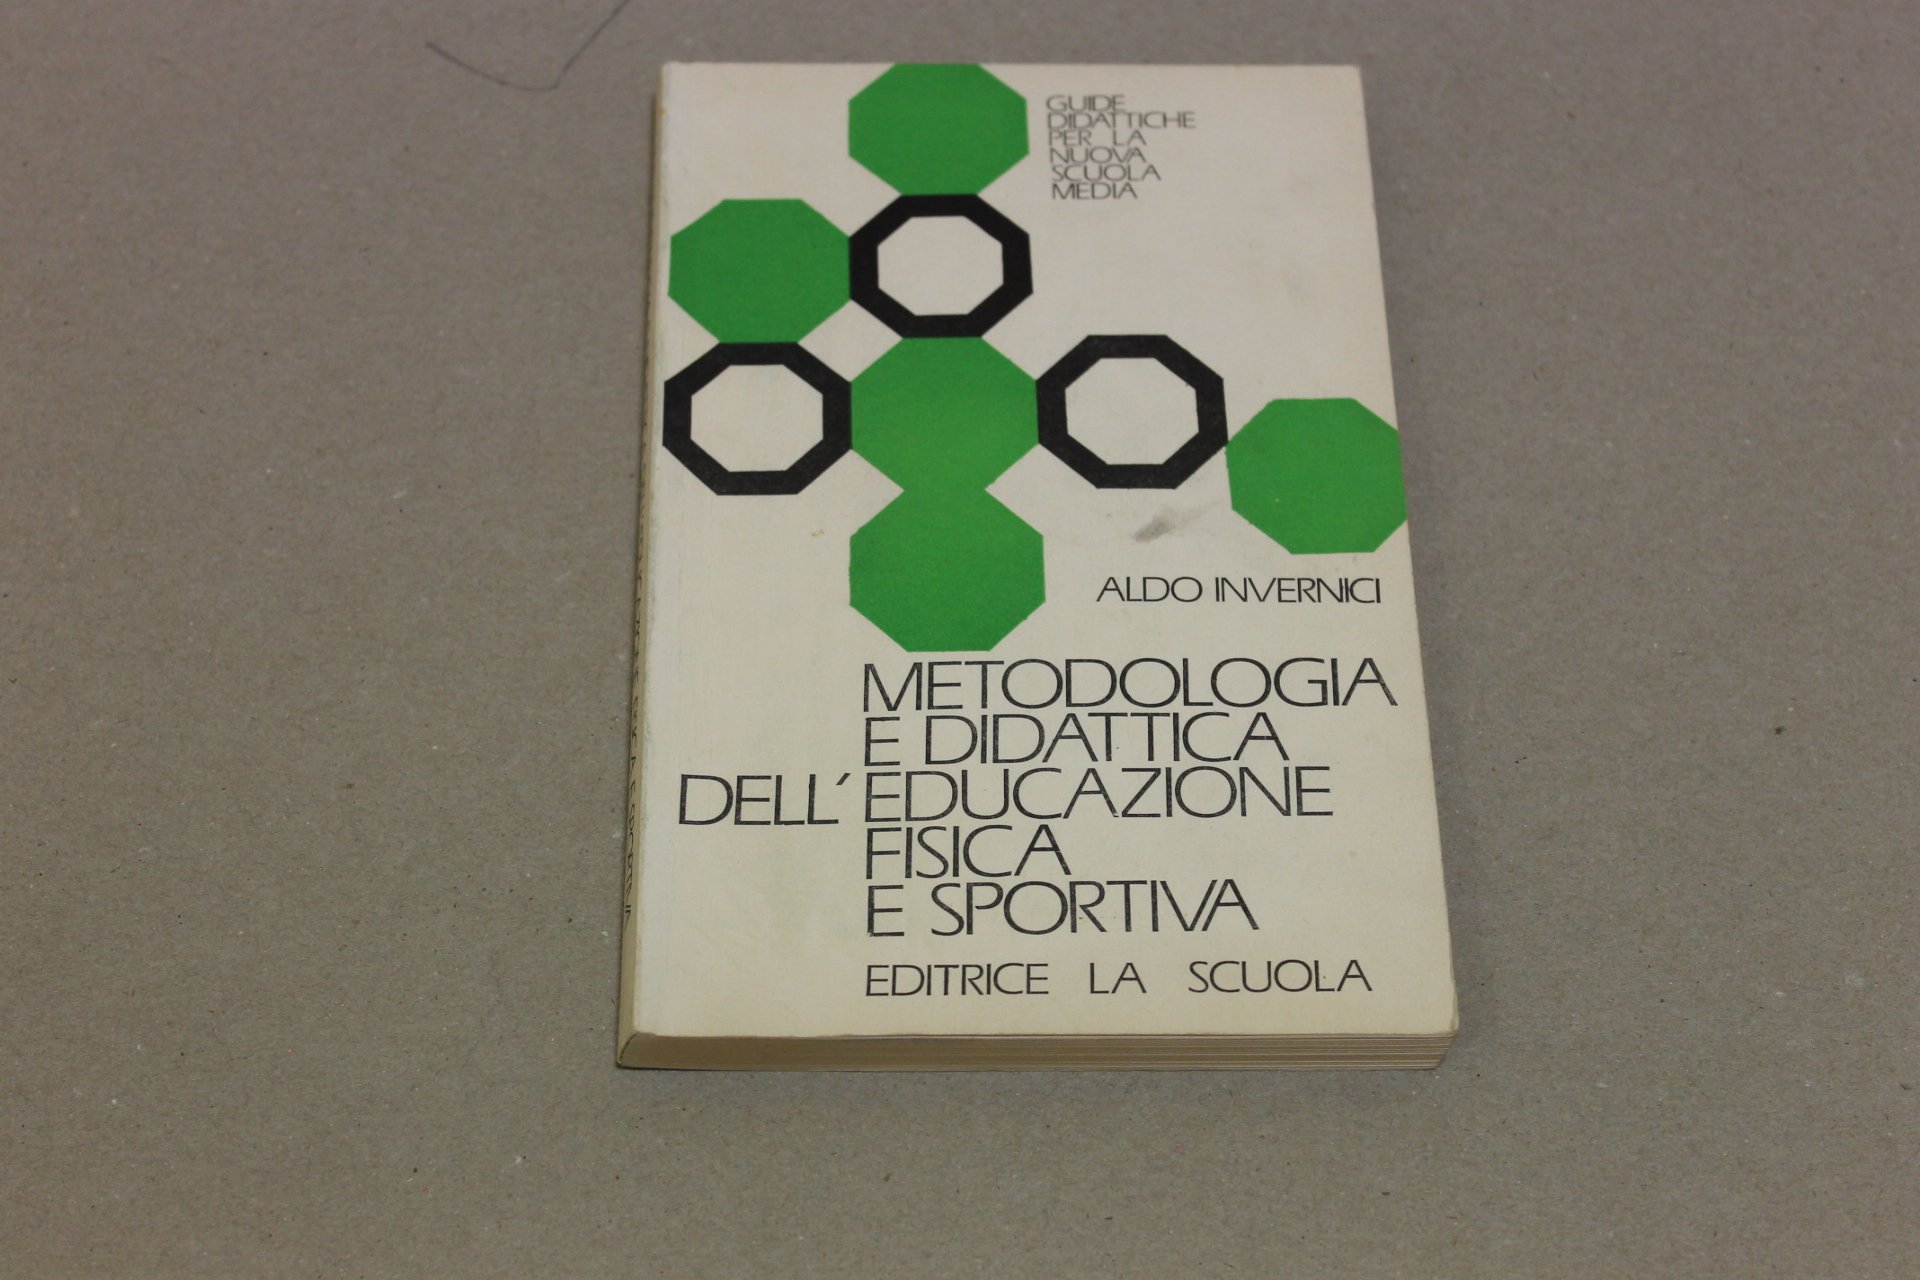 GUIDE
DIDATTICHE
PER LA
NUOVA
SCUOLA
MEDIA
ALDO INVERNICI
METODOLOGIA
E DIDATTICA
DELL'EDUCAZIONE
FISICA
E SPORTIVA
EDITRICE LA SCUOLA